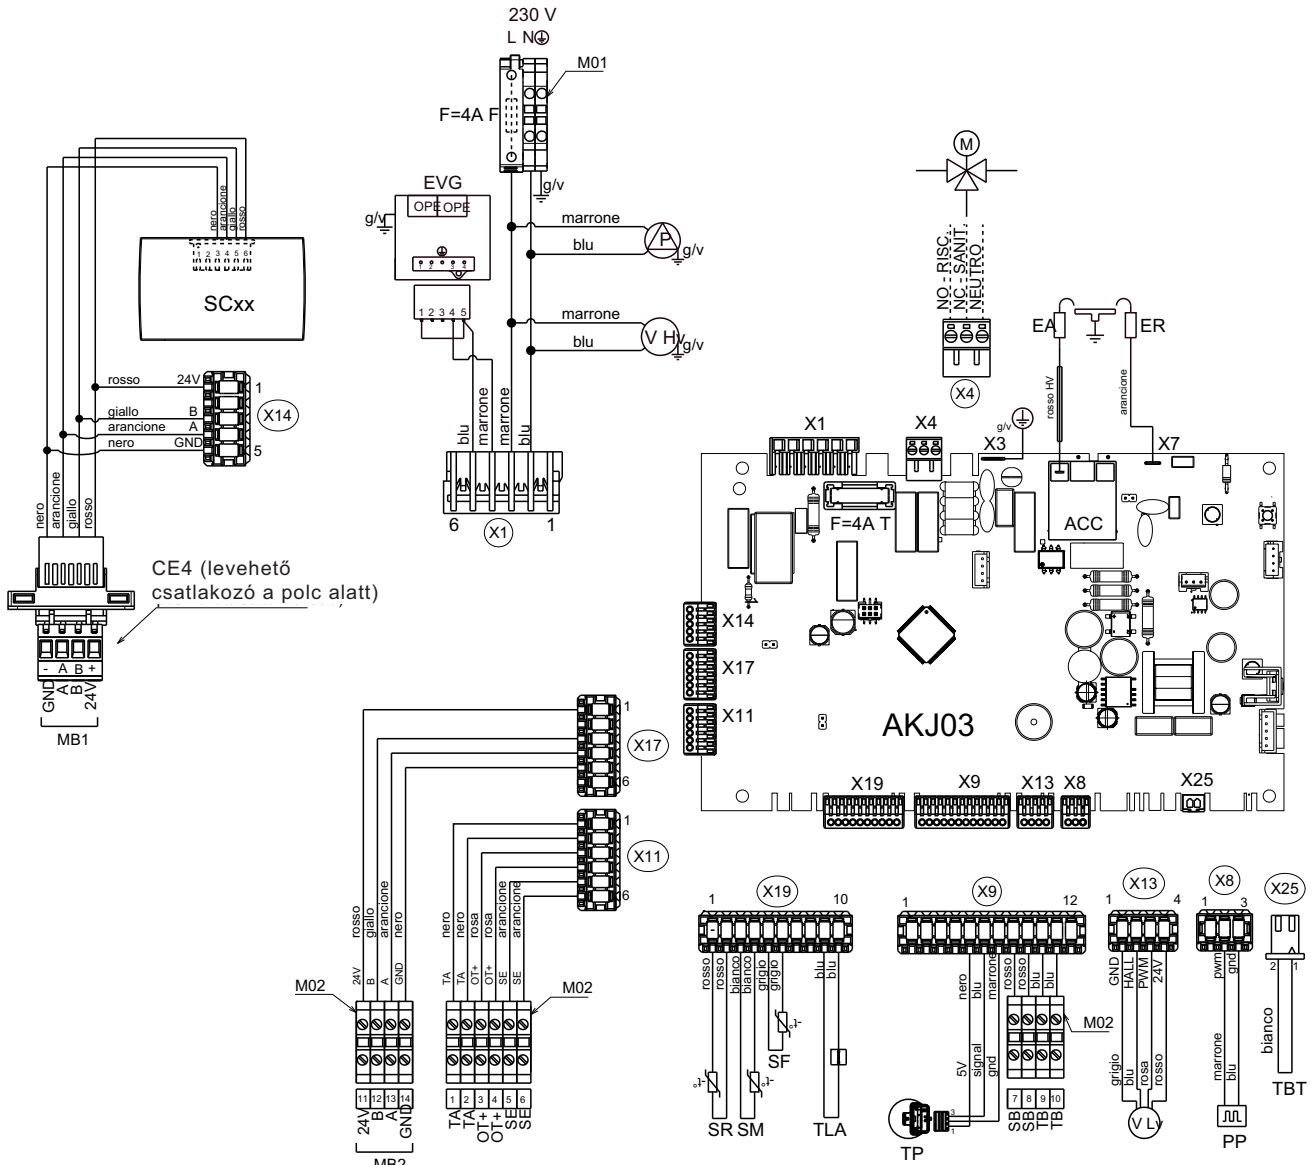 230 V
L N
M01
F=4A F
g/v
EVG
OPE OPE
g/v
1 2 3 4
1 2 3 4 5
marrone
P
g/v
blu
marrone
V Hv
g/v
blu
blu
marrone
marrone
blu
6
X1
1
nero
arancione
giallo
rosso
1 2 3 4 5 6
SCxx
rosso
24V
1
giallo
B
X14
arancione
A
nero
GND
5
nero
arancione
giallo
rosso
CE4 (levehető
csatlakozó a polc alatt)
- A B +
GND
A
B
24V
MB1
M
NO - RISC.
NC - SANIT.
NEUTRO
X4
EA
ER
rosso HV
arancione
g/v
X1
X4
X3
X7
F=4A T
ACC
X14
X17
X11
AKJ03
X19
X9
X13
X8
X25
1
X17
6
1
X11
6
rosso
giallo
arancione
nero
24V
B
A
GND
nero
nero
rosa
rosa
arancione
arancione
TA
TA
OT+
OT+
SE
SE
M02
M02
11 12 13 14
24V
B
A
GND
MB2
1 2 3 4 5 6
TA
TA
OT+
OT+
SE
SE
1
X19
10
-
rosso
rosso
bianco
bianco
grigio
grigio
blu
blu
SF
SR SM
TLA
1
X9
12
nero
blu
marrone
rosso
rosso
blu
blu
M02
5V
signal
gnd
3
1
TP
7 8 9 10
SB
SB
TB
TB
X13
1
4
GND
HALL
PWM
24V
grigio
blu
rosa
rosso
V Lv
X8
1
3
pwm
gnd
marrone
blu
PP
X25
2 1
bianco
TBT